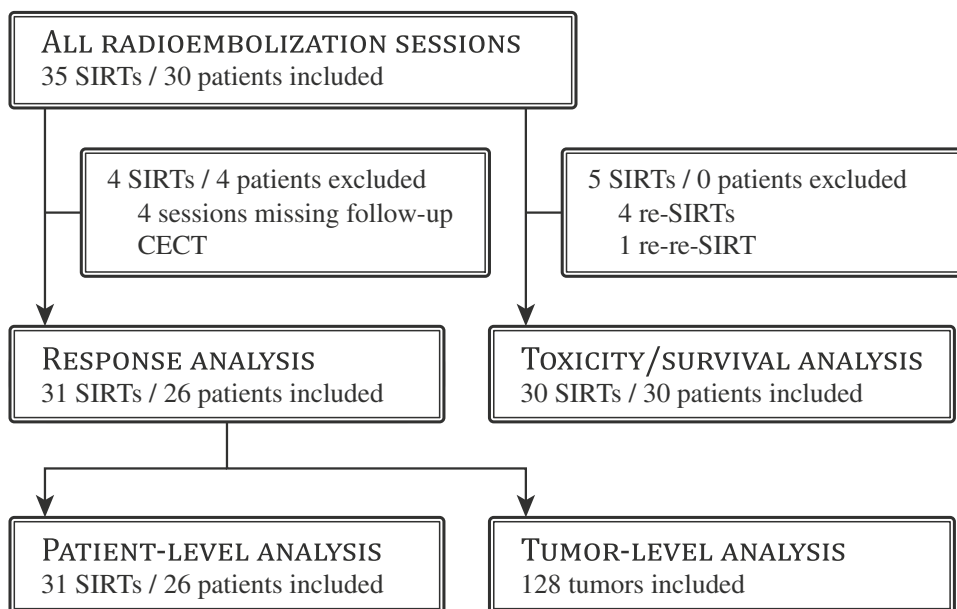 ALL RADIOEMBOLIZATION SESSIONS
35 SIRTs / 30 patients included
4 SIRTs / 4 patients excluded
4 sessions missing follow-up
CECT
5 SIRTs / 0 patients excluded
4 re-SIRTs
1 re-re-SIRT
RESPONSE ANALYSIS
31 SIRTs / 26 patients included
TOXICITY/SURVIVAL ANALYSIS
30 SIRTs / 30 patients included
PATIENT-LEVEL ANALYSIS
31 SIRTs / 26 patients included
TUMOR-LEVEL ANALYSIS
128 tumors included